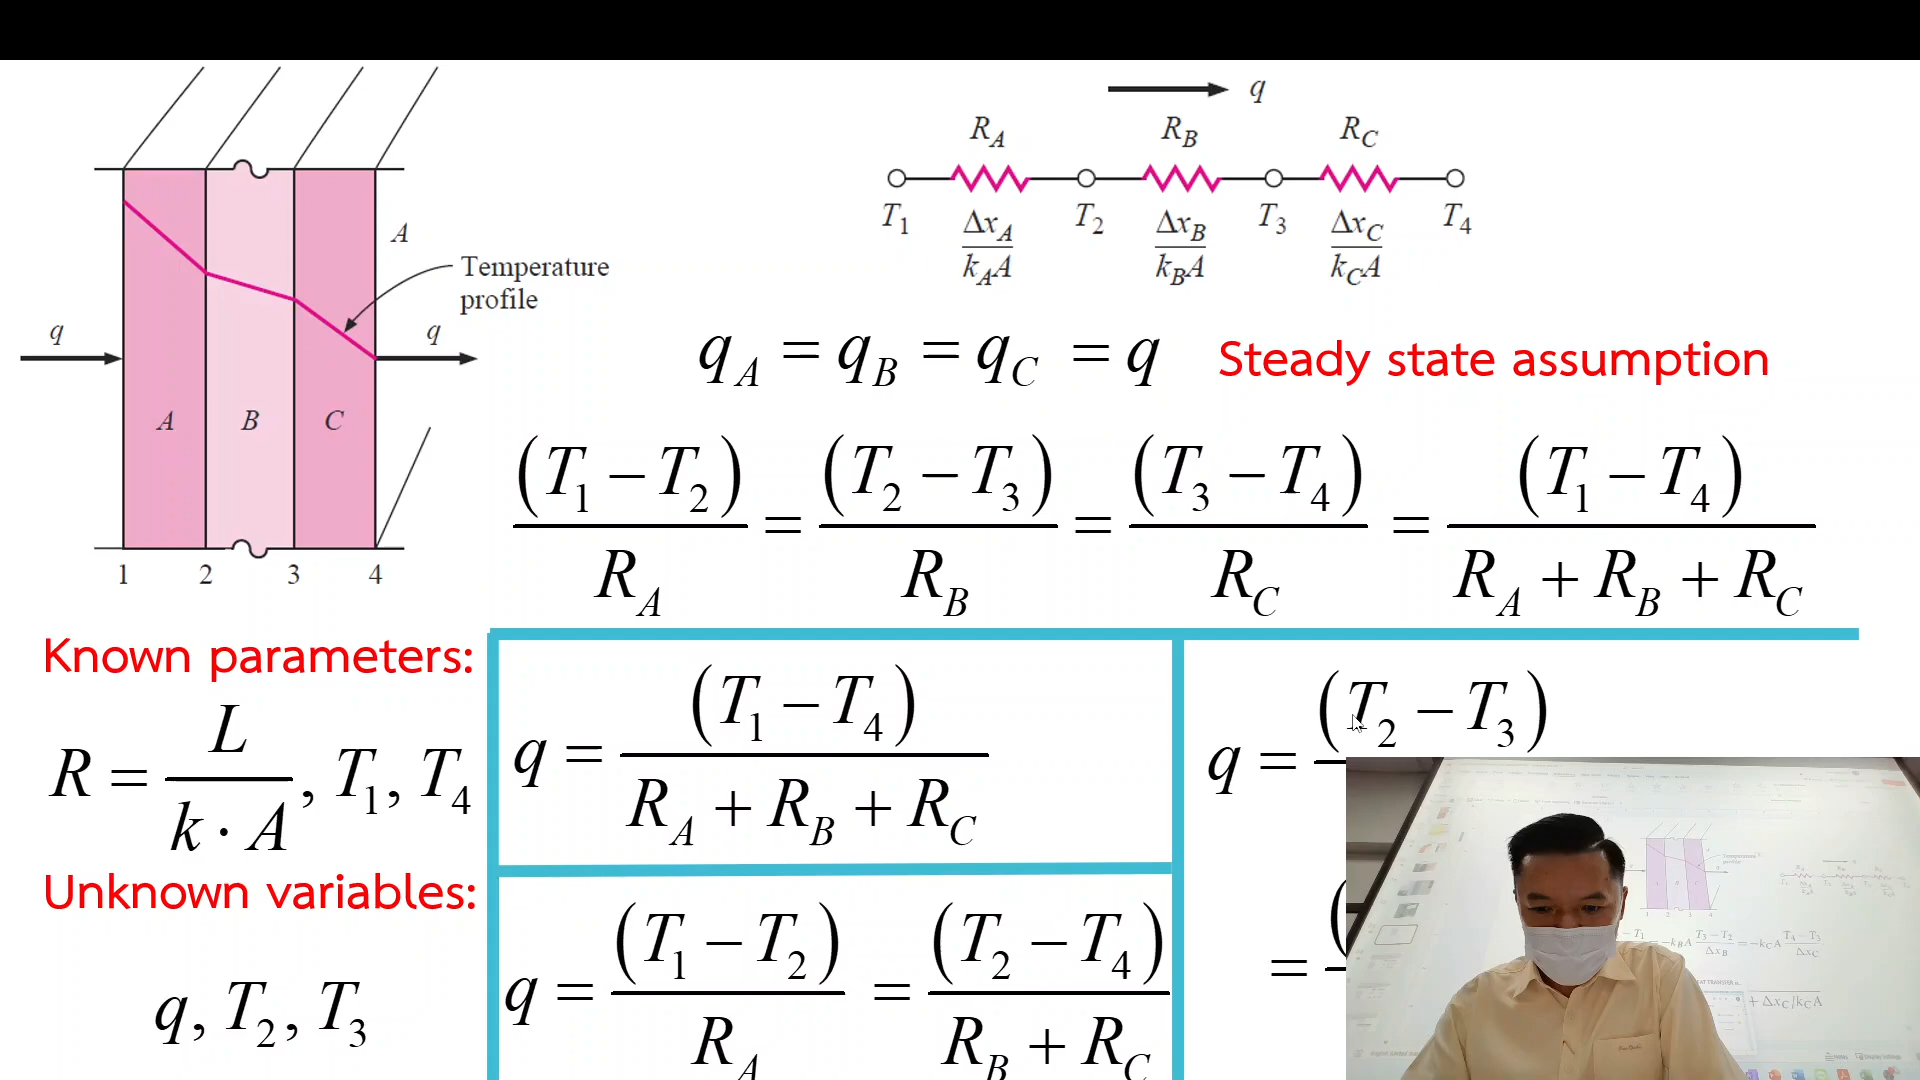 q
R_A R_B R_C
T_1 T_2 T_3 T_4
Δx_A/k_A A Δx_B/k_B A Δx_C/k_C A
A
Temperature
profile
q q
A B C
1 2 3 4
q_A = q_B = q_C = q Steady state assumption
(T_1 − T_2)/R_A = (T_2 − T_3)/R_B = (T_3 − T_4)/R_C = (T_1 − T_4)/(R_A + R_B + R_C)
Known parameters:
R = L/(k · A), T_1, T_4
Unknown variables:
q, T_2, T_3
q = (T_1 − T_4)/(R_A + R_B + R_C)
q = (T_1 − T_2)/R_A = (T_2 − T_4)/(R_B + R_C)
q = (T_2 − T_3)
=